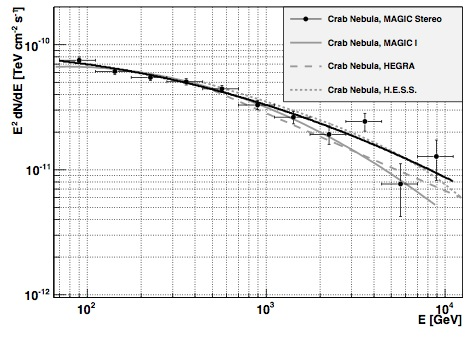 E² dN/dE [TeV cm⁻² s⁻¹]
10⁻¹⁰
10⁻¹¹
10⁻¹²
Crab Nebula, MAGIC Stereo
Crab Nebula, MAGIC I
Crab Nebula, HEGRA
Crab Nebula, H.E.S.S.
10² 10³ 10⁴
E [GeV]